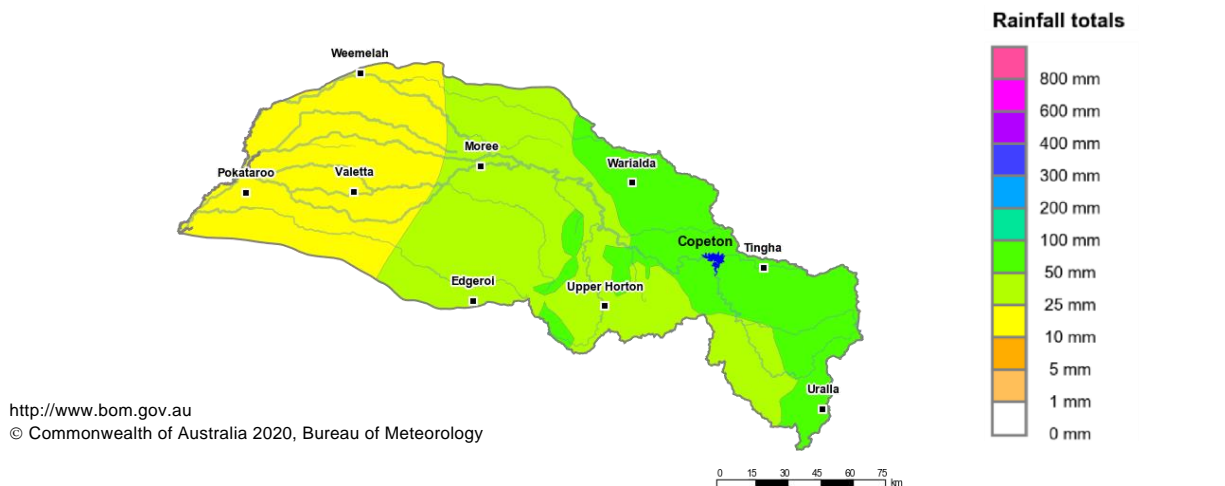 Rainfall totals
Weemelah
800 mm
600 mm
400 mm
Moree
Warialda
Pokataroo
Valetta
300 mm
200 mm
100 mm
Copeton
Tingha
50 mm
Edgeroi
Upper Horton
25 mm
10 mm
5 mm
Uralla
1 mm
http://www.bom.gov.au
© Commonwealth of Australia 2020, Bureau of Meteorology
0 mm
0 15 30 45 60 75
km